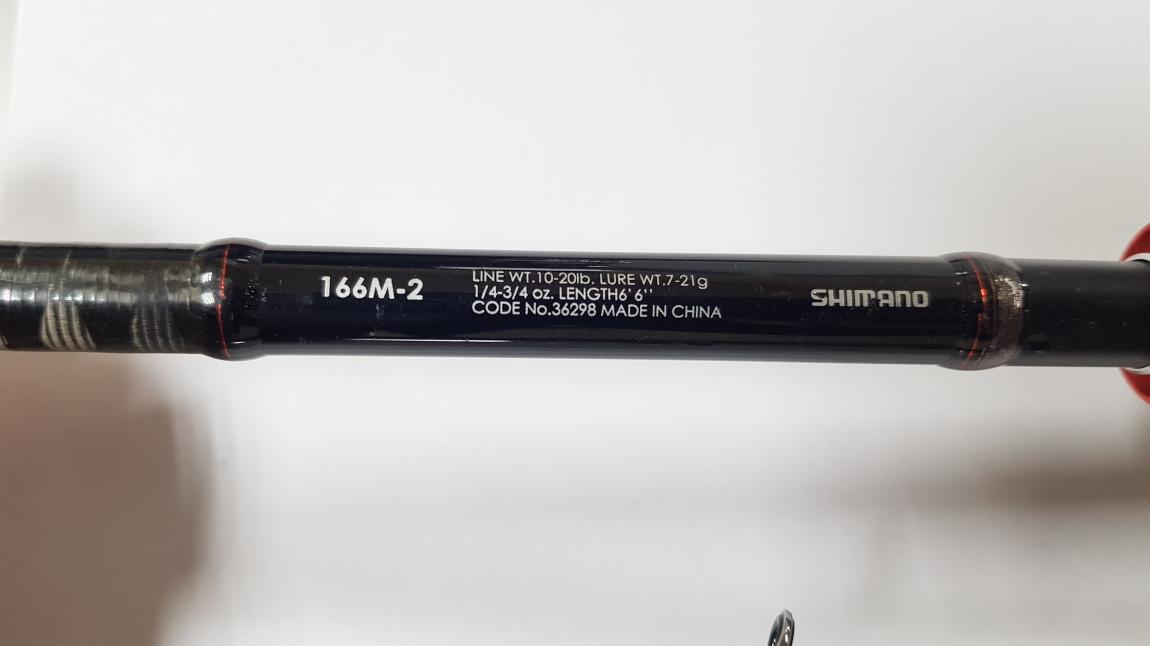 166M-2
LINE WT.10-20lb. LURE WT.7-21g
1/4-3/4 oz. LENGTH6'6''
CODE No.36298 MADE IN CHINA
SHIMANO